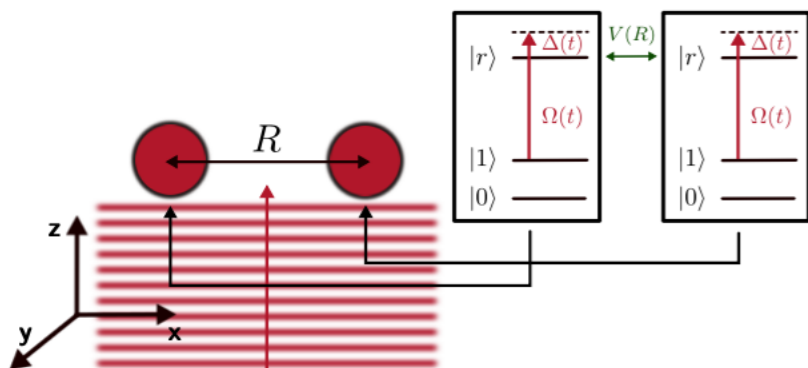 Δ(t) V(R) Δ(t)
|r⟩ |r⟩
Ω(t) Ω(t)
R
|1⟩ |1⟩
|0⟩ |0⟩
z
x
y